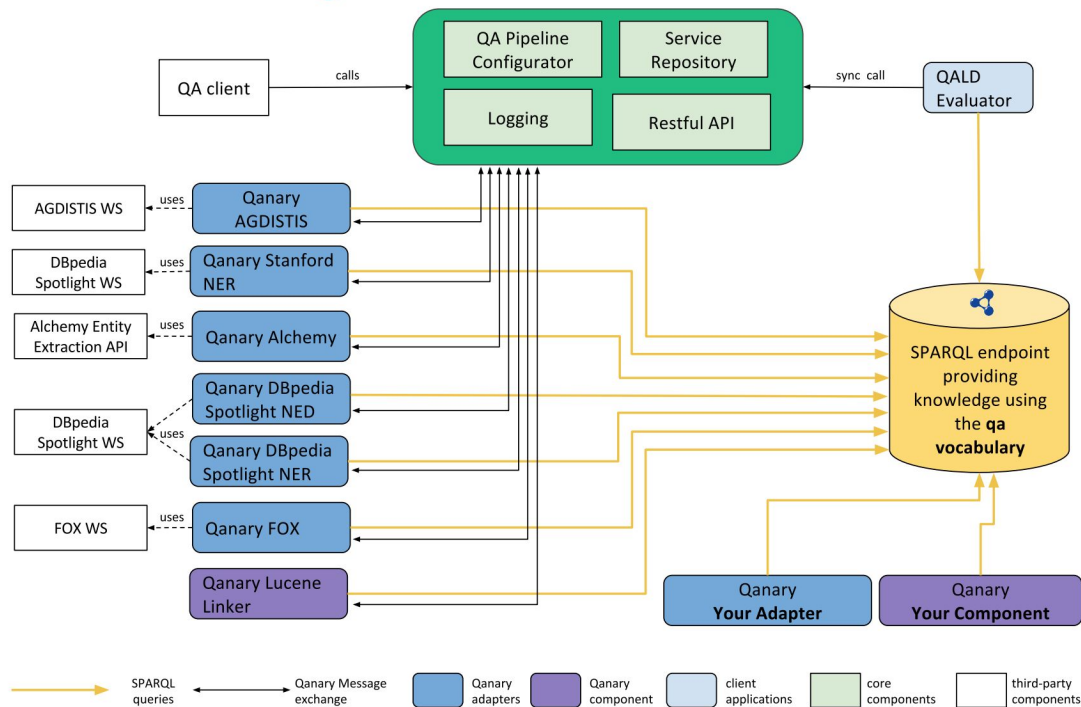 QA Pipeline
Configurator
Service
Repository
Logging
Restful API
QA client
calls
sync call
QALD
Evaluator
AGDISTIS WS
uses
Qanary
AGDISTIS
DBpedia
Spotlight WS
uses
Qanary Stanford
NER
Alchemy Entity
Extraction API
uses
Qanary Alchemy
DBpedia
Spotlight WS
uses
Qanary DBpedia
Spotlight NED
Qanary DBpedia
Spotlight NER
FOX WS
uses
Qanary FOX
Qanary Lucene
Linker
SPARQL endpoint
providing
knowledge using
the qa
vocabulary
Qanary
Your Adapter
Qanary
Your Component
SPARQL
queries
Qanary Message
exchange
Qanary
adapters
Qanary
component
client
applications
core
components
third-party
components